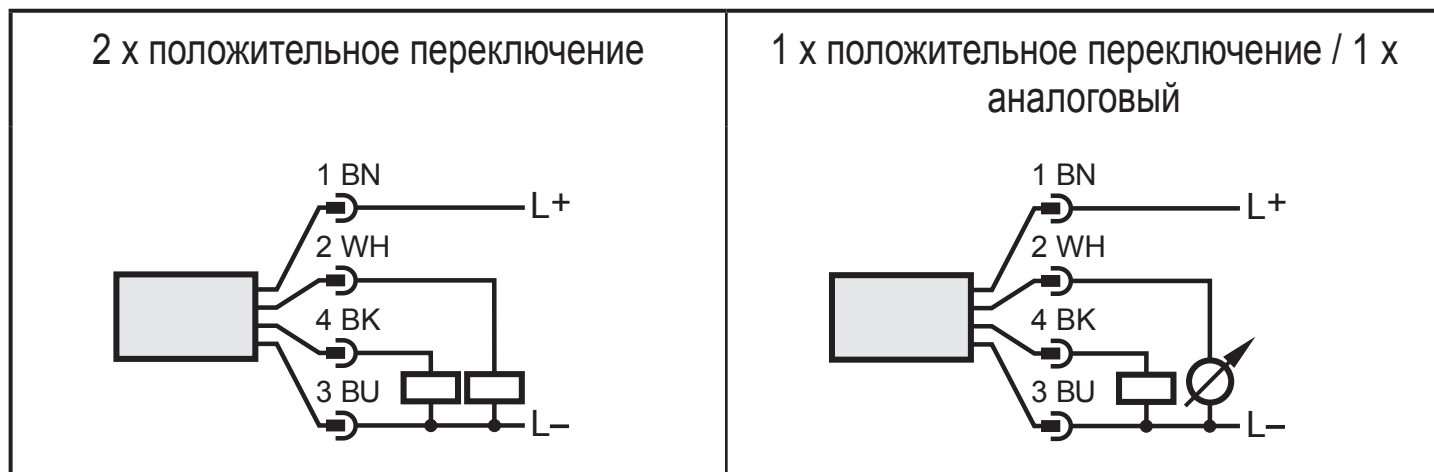 2 x положительное переключение
1 BN
L+
2 WH
4 BK
3 BU
L–
1 x положительное переключение / 1 x
аналоговый
1 BN
L+
2 WH
4 BK
3 BU
L–